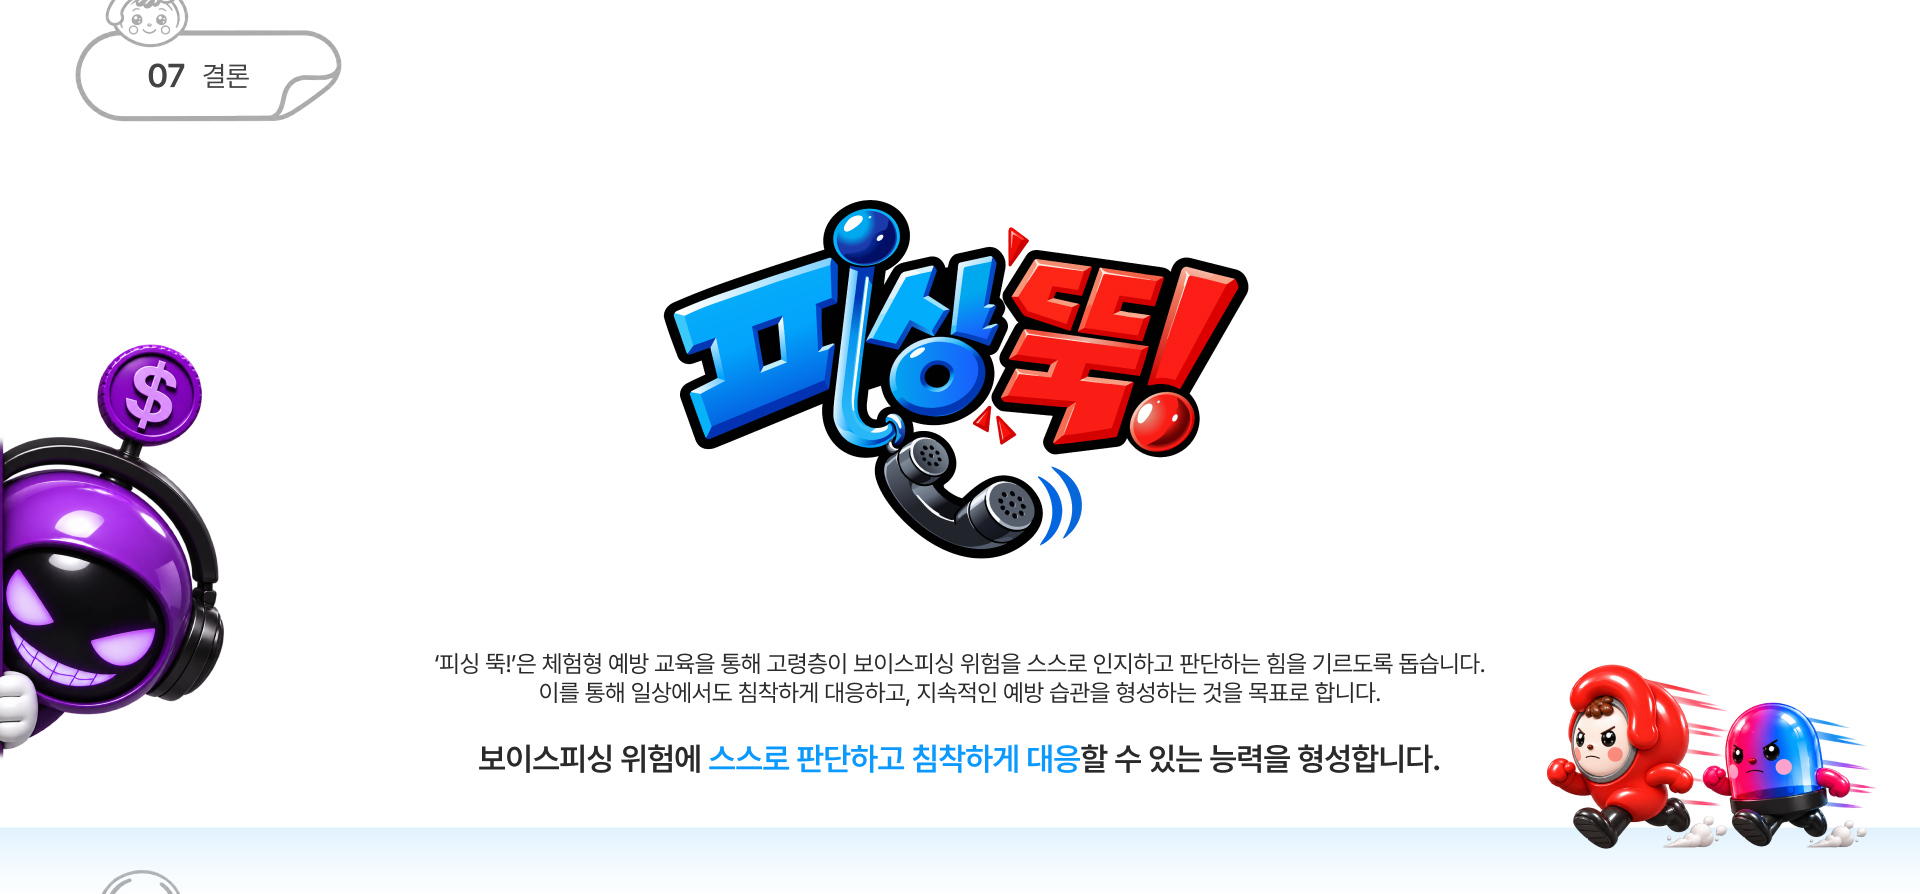 07 결론
피싱 뚝!
$
‘피싱 뚝!’은 체험형 예방 교육을 통해 고령층이 보이스피싱 위험을 스스로 인지하고 판단하는 힘을 기르도록 돕습니다.
이를 통해 일상에서도 침착하게 대응하고, 지속적인 예방 습관을 형성하는 것을 목표로 합니다.
보이스피싱 위험에 스스로 판단하고 침착하게 대응할 수 있는 능력을 형성합니다.